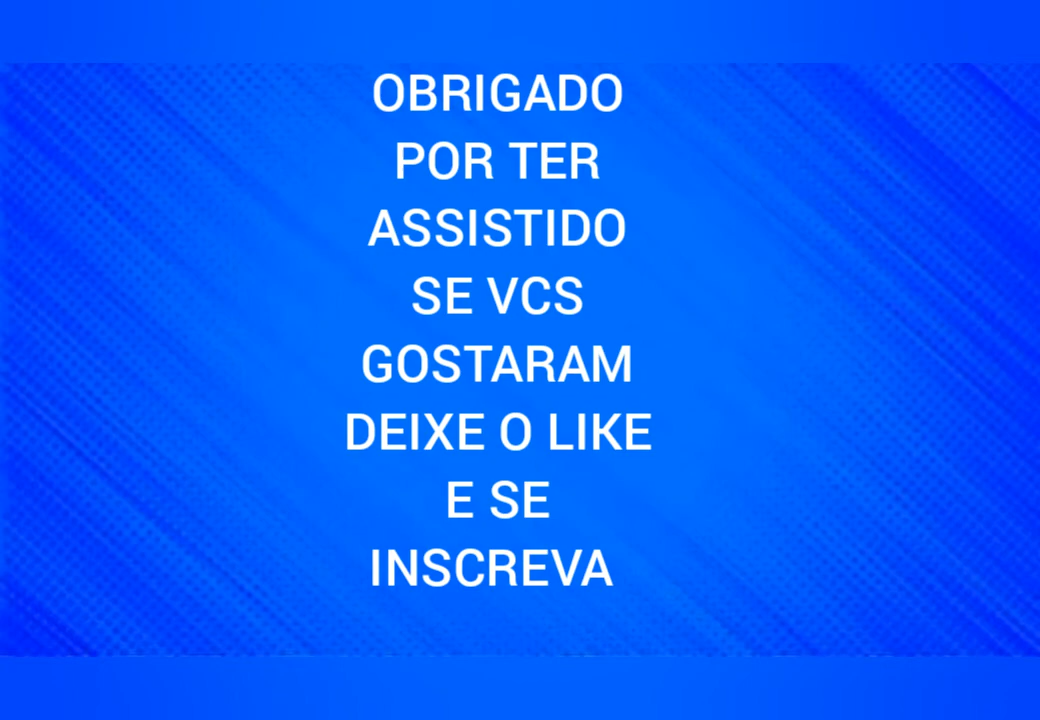 OBRIGADO
POR TER
ASSISTIDO
SE VCS
GOSTARAM
DEIXE O LIKE
E SE
INSCREVA